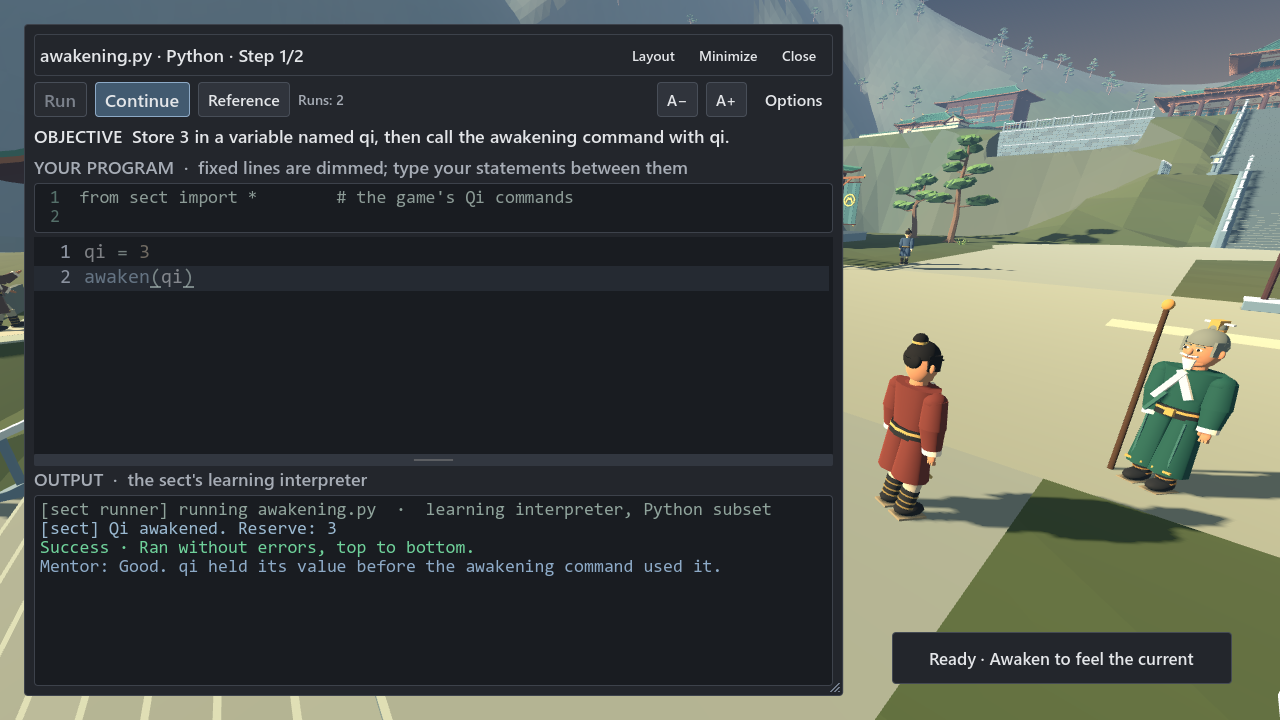 awakening.py · Python · Step 1/2
Layout
Minimize
Close
Run
Continue
Reference
Runs: 2
A−
A+
Options
OBJECTIVE Store 3 in a variable named qi, then call the awakening command with qi.
YOUR PROGRAM · fixed lines are dimmed; type your statements between them
1 from sect import * # the game's Qi commands
2
1 qi = 3
2 awaken(qi)
OUTPUT · the sect's learning interpreter
[sect runner] running awakening.py · learning interpreter, Python subset
[sect] Qi awakened. Reserve: 3
Success · Ran without errors, top to bottom.
Mentor: Good. qi held its value before the awakening command used it.
Ready · Awaken to feel the current